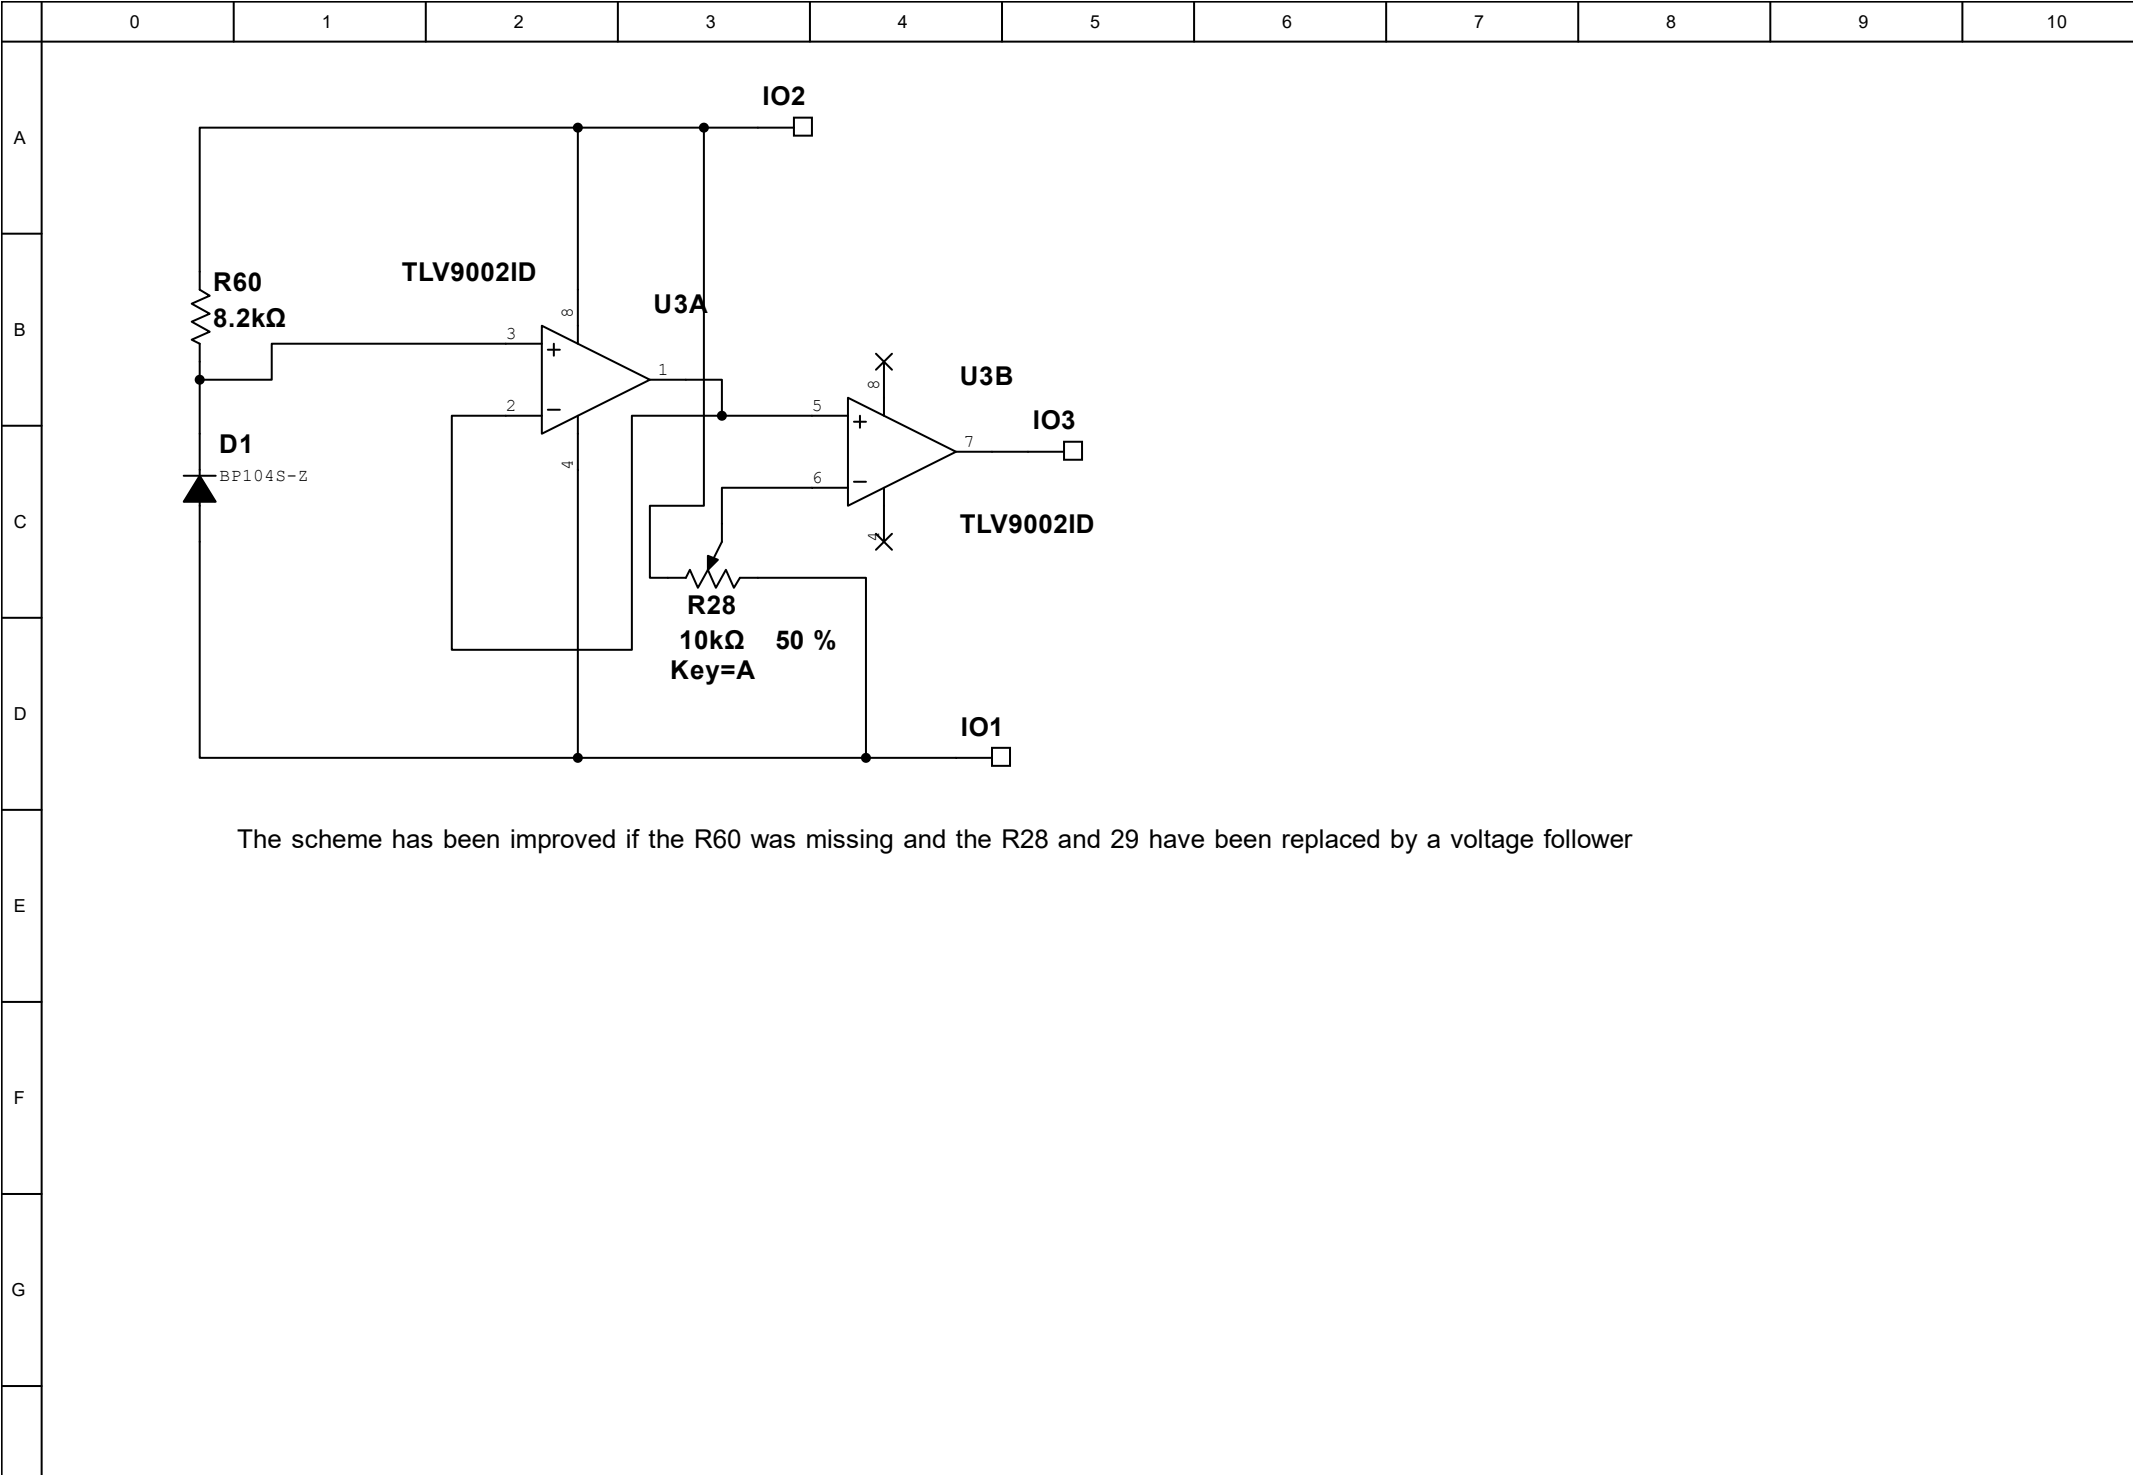 0 1 2 3 4 5 6 7 8 9 10
A
IO2
B
TLV9002ID
R60
8.2kΩ
U3A
8
3
1
2
4
U3B
8
5
IO3
7
6
4
TLV9002ID
C
D1
BP104S-Z
R28
10kΩ 50 %
Key=A
D
IO1
The scheme has been improved if the R60 was missing and the R28 and 29 have been replaced by a voltage follower
E
F
G